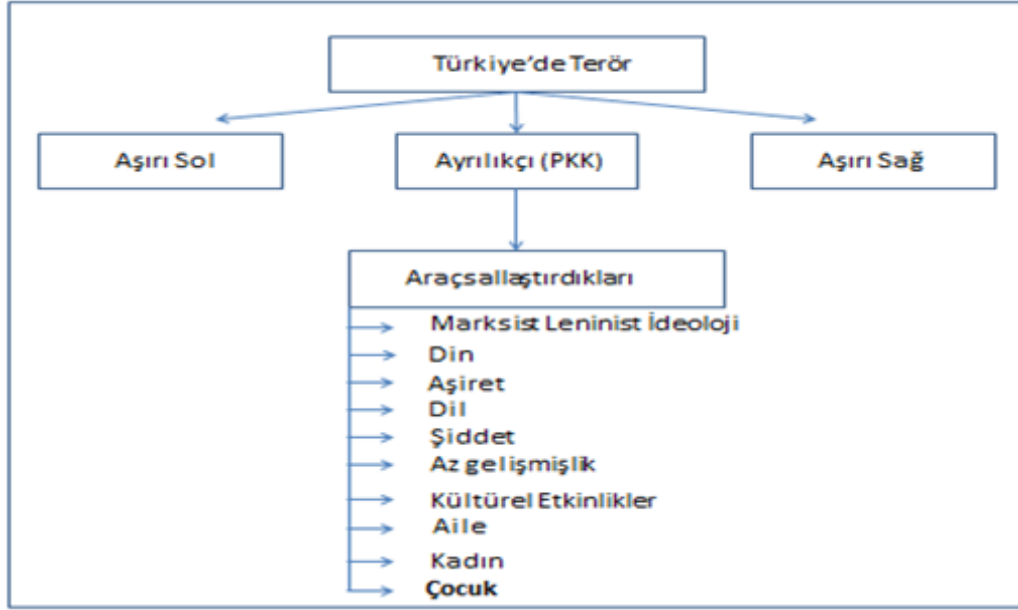 Türkiye’de Terör
Aşırı Sol
Ayrılıkçı (PKK)
Aşırı Sağ
Araçsallaştırdıkları
Marksist Leninist İdeoloji
Din
Aşiret
Dil
Şiddet
Az gelişmişlik
Kültürel Etkinlikler
Aile
Kadın
Çocuk